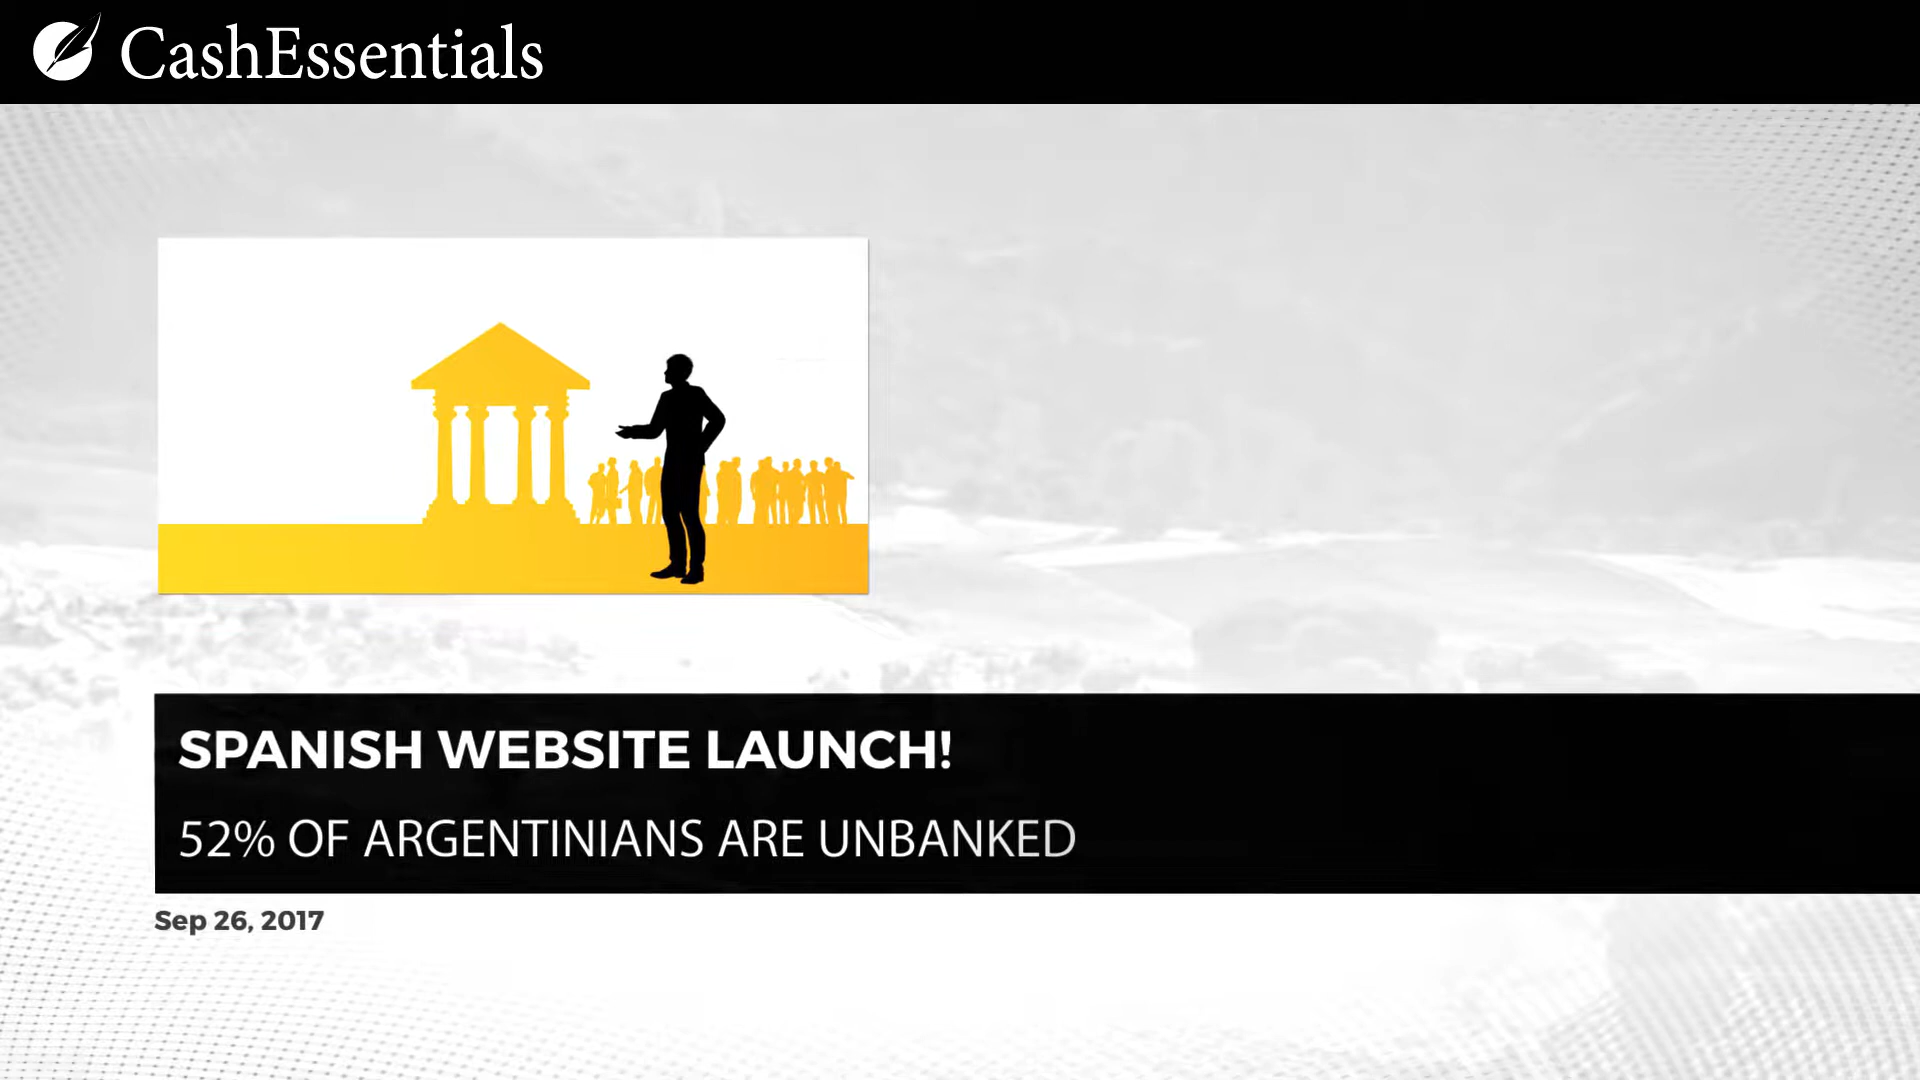 CashEssentials
SPANISH WEBSITE LAUNCH!
52% OF ARGENTINIANS ARE UNBANKED
Sep 26, 2017